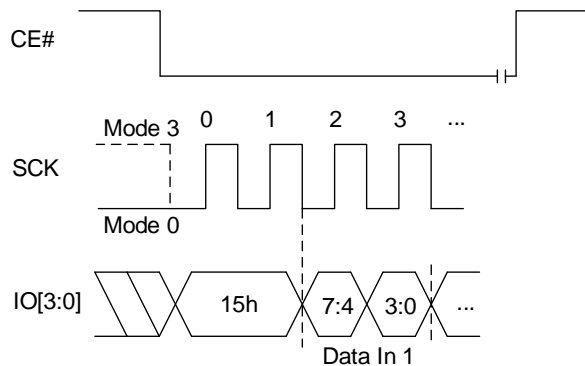 CE#
Mode 3 0 1 2 3 ...
SCK
Mode 0
IO[3:0] 15h 7:4 3:0 ...
Data In 1